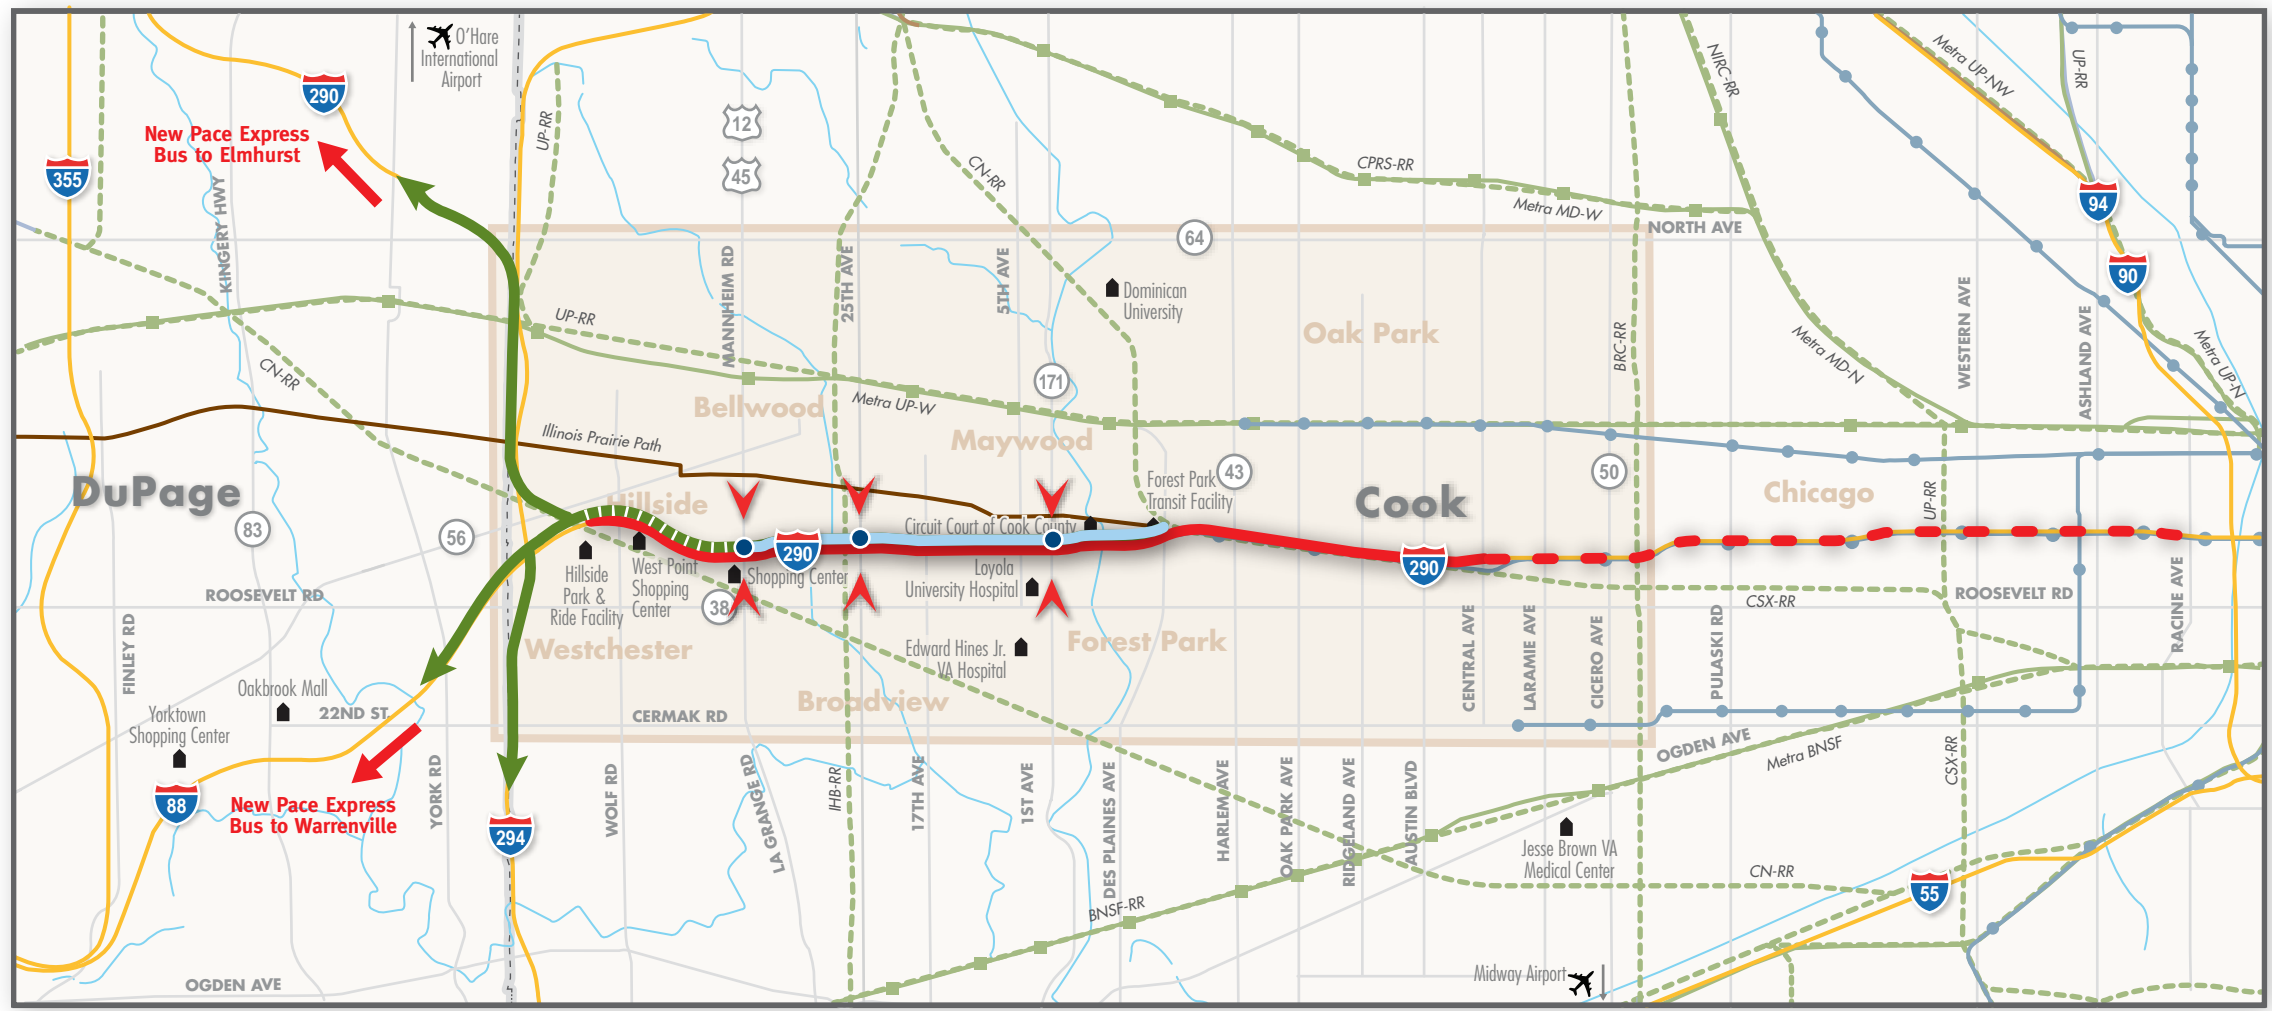 O'Hare
International
Airport
290
New Pace Express
Bus to Elmhurst
355
KINGERY HWY
UP-RR
12
45
CN-RR
CPRS-RR
Metra MD-W
NIRC-RR
Metra UP-NW
UP-RR
94
90
NORTH AVE
64
MANNHEIM RD
25TH AVE
5TH AVE
Dominican
University
Oak Park
BRC-RR
Metra MD-N
WESTERN AVE
ASHLAND AVE
Metra UP-N
UP-RR
CN-RR
171
Bellwood
Metra UP-W
Maywood
Illinois Prairie Path
DuPage
83
56
Hillside
Forest Park
Transit Facility
43
Cook
50
Chicago
UP-RR
Circuit Court of Cook County
290
290
Hillside
Park &
Ride Facility
West Point
Shopping
Center
Shopping Center
38
Loyola
University Hospital
ROOSEVELT RD
CSX-RR
ROOSEVELT RD
FINLEY RD
Westchester
Edward Hines Jr.
VA Hospital
Forest Park
CENTRAL AVE
LARAMIE AVE
CICERO AVE
PULASKI RD
RACINE AVE
Oakbrook Mall
22ND ST.
Yorktown
Shopping Center
Broadview
CERMAK RD
OGDEN AVE
Metra BNSF
CSX-RR
88
New Pace Express
Bus to Warrenville
YORK RD
294
WOLF RD
LA GRANGE RD
IHB-RR
17TH AVE
1ST AVE
DES PLAINES AVE
HARLEM AVE
OAK PARK AVE
RIDGELAND AVE
AUSTIN BLVD
Jesse Brown VA
Medical Center
CN-RR
55
BNSF-RR
Midway Airport
OGDEN AVE